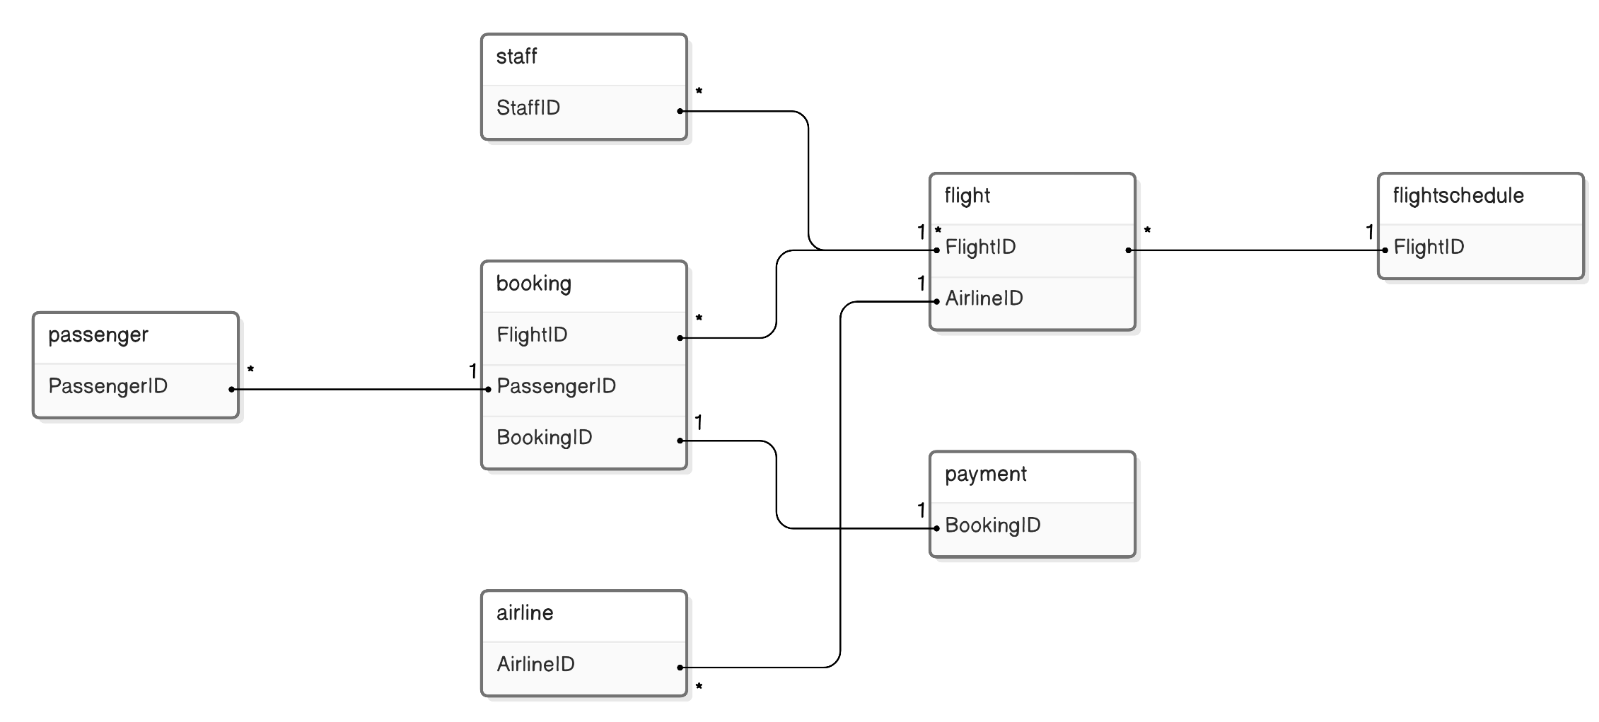 staff
StaffID
*
booking
FlightID
*
PassengerID
1
BookingID
1
passenger
PassengerID
*
airline
AirlineID
*
flight
1 * FlightID
*
1 AirlineID
payment
1 BookingID
flightschedule
1 FlightID